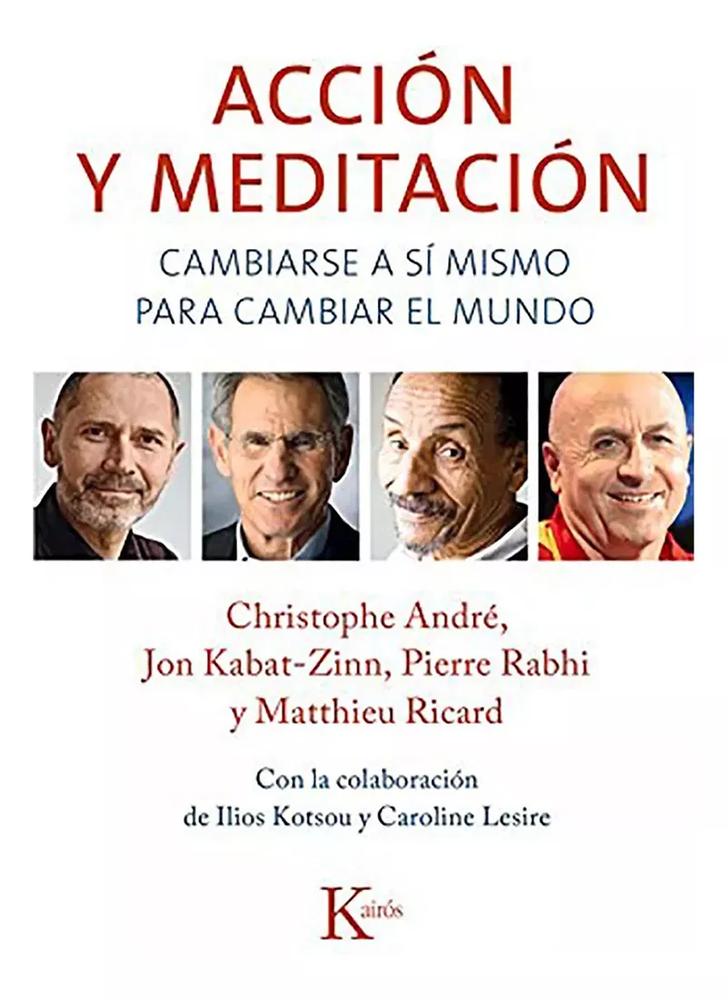 ACCIÓN
Y MEDITACIÓN
CAMBIARSE A SÍ MISMO
PARA CAMBIAR EL MUNDO
Christophe André,
Jon Kabat-Zinn, Pierre Rabhi
y Matthieu Ricard
Con la colaboración
de Ilios Kotsou y Caroline Lesire
Kairós